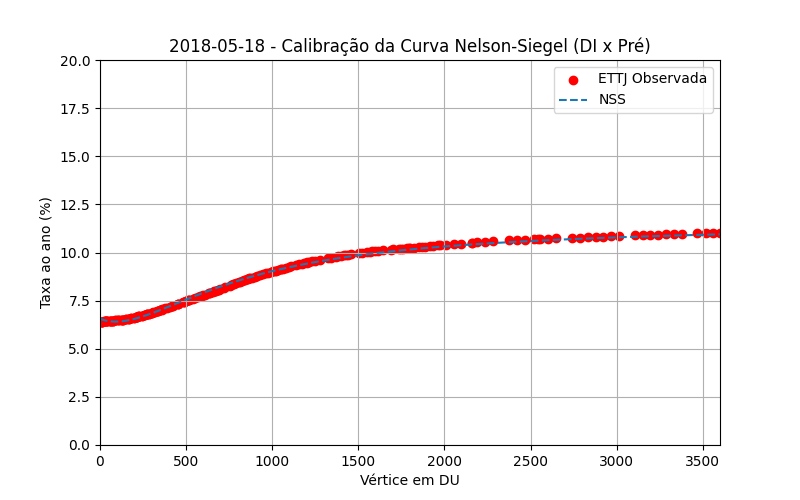 2018-05-18 - Calibração da Curva Nelson-Siegel (DI x Pré)
ETTJ Observada
NSS
20.0
17.5
15.0
12.5
10.0
7.5
5.0
2.5
0.0
Taxa ao ano (%)
0 500 1000 1500 2000 2500 3000 3500
Vértice em DU